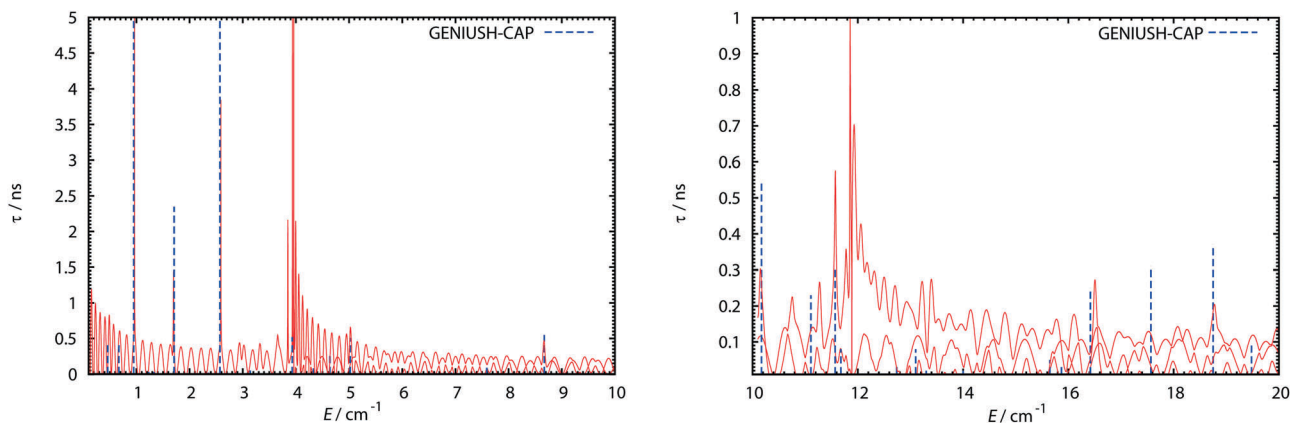 5
GENIUSH-CAP
4.5
4
3.5
3
2.5
τ / ns
2
1.5
1
0.5
0
1 2 3 4 5 6 7 8 9 10
E / cm⁻¹
1
GENIUSH-CAP
0.9
0.8
0.7
0.6
0.5
τ / ns
0.4
0.3
0.2
0.1
10 12 14 16 18 20
E / cm⁻¹